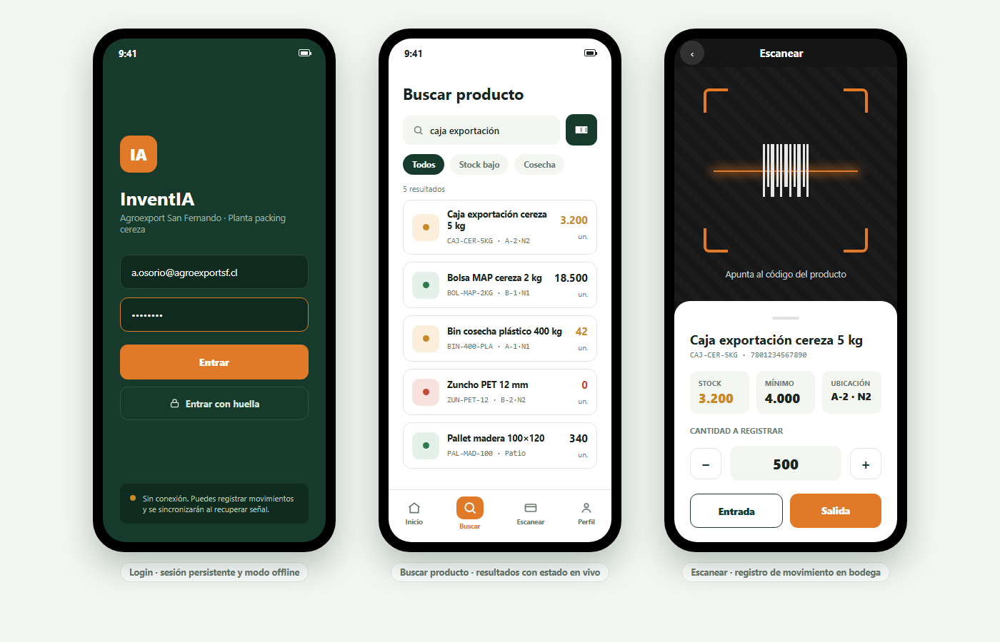 9:41
IA
InventIA
Agroexport San Fernando · Planta packing
cereza
a.osorio@agroexportsf.cl
••••••••
Entrar
Entrar con huella
Sin conexión. Puedes registrar movimientos
y se sincronizarán al recuperar señal.
Login · sesión persistente y modo offline
9:41
Buscar producto
caja exportación
Todos
Stock bajo
Cosecha
5 resultados
Caja exportación cereza
5 kg
3.200
CAJ-CER-5KG · A-2·N2
un.
Bolsa MAP cereza 2 kg
18.500
BOL-MAP-2KG · B-1·N1
un.
Bin cosecha plástico 400 kg
42
BIN-400-PLA · A-1·N1
un.
Zuncho PET 12 mm
0
ZUN-PET-12 · B-2·N2
un.
Pallet madera 100×120
340
PAL-MAD-100 · Patio
un.
Inicio
Buscar
Escanear
Perfil
Buscar producto · resultados con estado en vivo
‹
Escanear
Apunta al código del producto
Caja exportación cereza 5 kg
CAJ-CER-5KG · 7801234567890
STOCK
3.200
MÍNIMO
4.000
UBICACIÓN
A-2 · N2
CANTIDAD A REGISTRAR
−
500
+
Entrada
Salida
Escanear · registro de movimiento en bodega